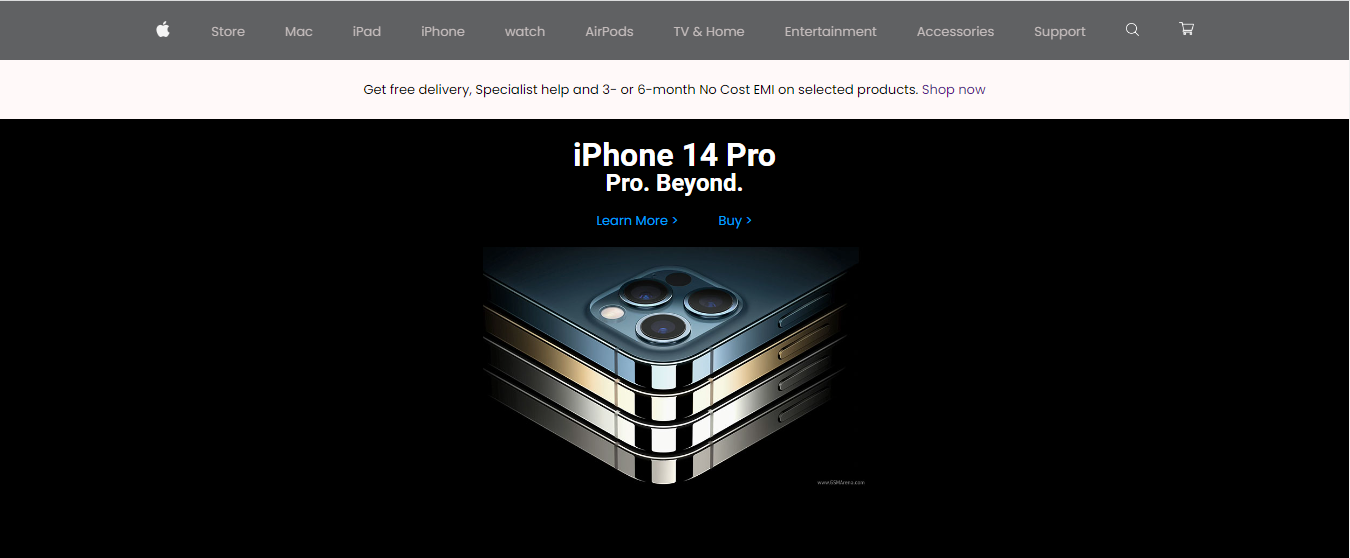 Store Mac iPad iPhone watch AirPods TV & Home Entertainment Accessories Support
Get free delivery, Specialist help and 3- or 6-month No Cost EMI on selected products. Shop now
iPhone 14 Pro
Pro. Beyond.
Learn More > Buy >
www.GSMArena.com